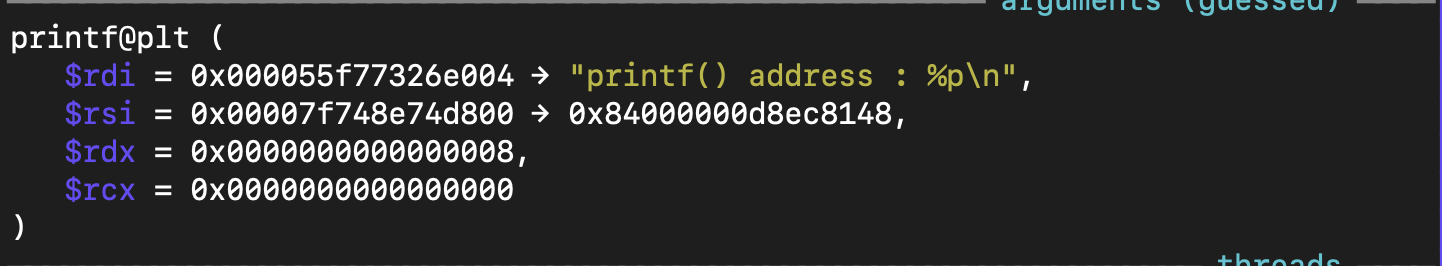 arguments (guessed)
printf@plt (
$rdi = 0x000055f77326e004 → "printf() address : %p\n",
$rsi = 0x00007f748e74d800 → 0x84000000d8ec8148,
$rdx = 0x0000000000000008,
$rcx = 0x0000000000000000
)
threads